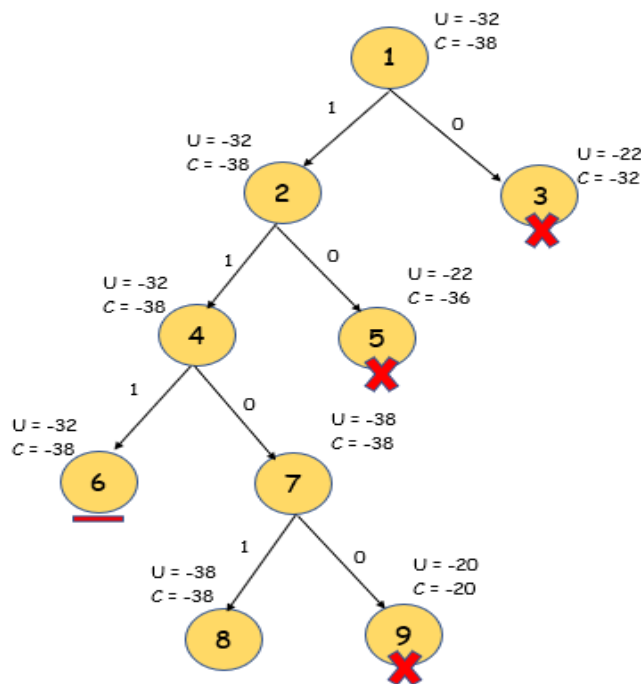 U = -32
C = -38
1
1
0
U = -32
C = -38
2
U = -22
C = -32
3
1
0
U = -32
C = -38
4
U = -22
C = -36
5
1
0
U = -32
C = -38
6
U = -38
C = -38
7
1
0
U = -38
C = -38
8
U = -20
C = -20
9